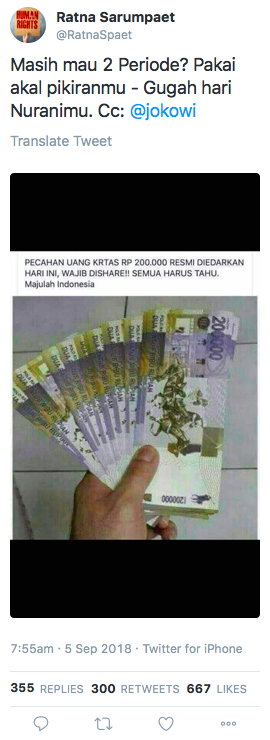 HUMAN
RIGHTS
Ratna Sarumpaet
@RatnaSpaet
Masih mau 2 Periode? Pakai
akal pikiranmu - Gugah hari
Nuranimu. Cc: @jokowi
Translate Tweet
PECAHAN UANG KRTAS RP 200.000 RESMI DIEDARKAN
HARI INI, WAJIB DISHARE!! SEMUA HARUS TAHU.
Majulah Indonesia
200000
200000
7:55am · 5 Sep 2018 · Twitter for iPhone
355 REPLIES 300 RETWEETS 667 LIKES